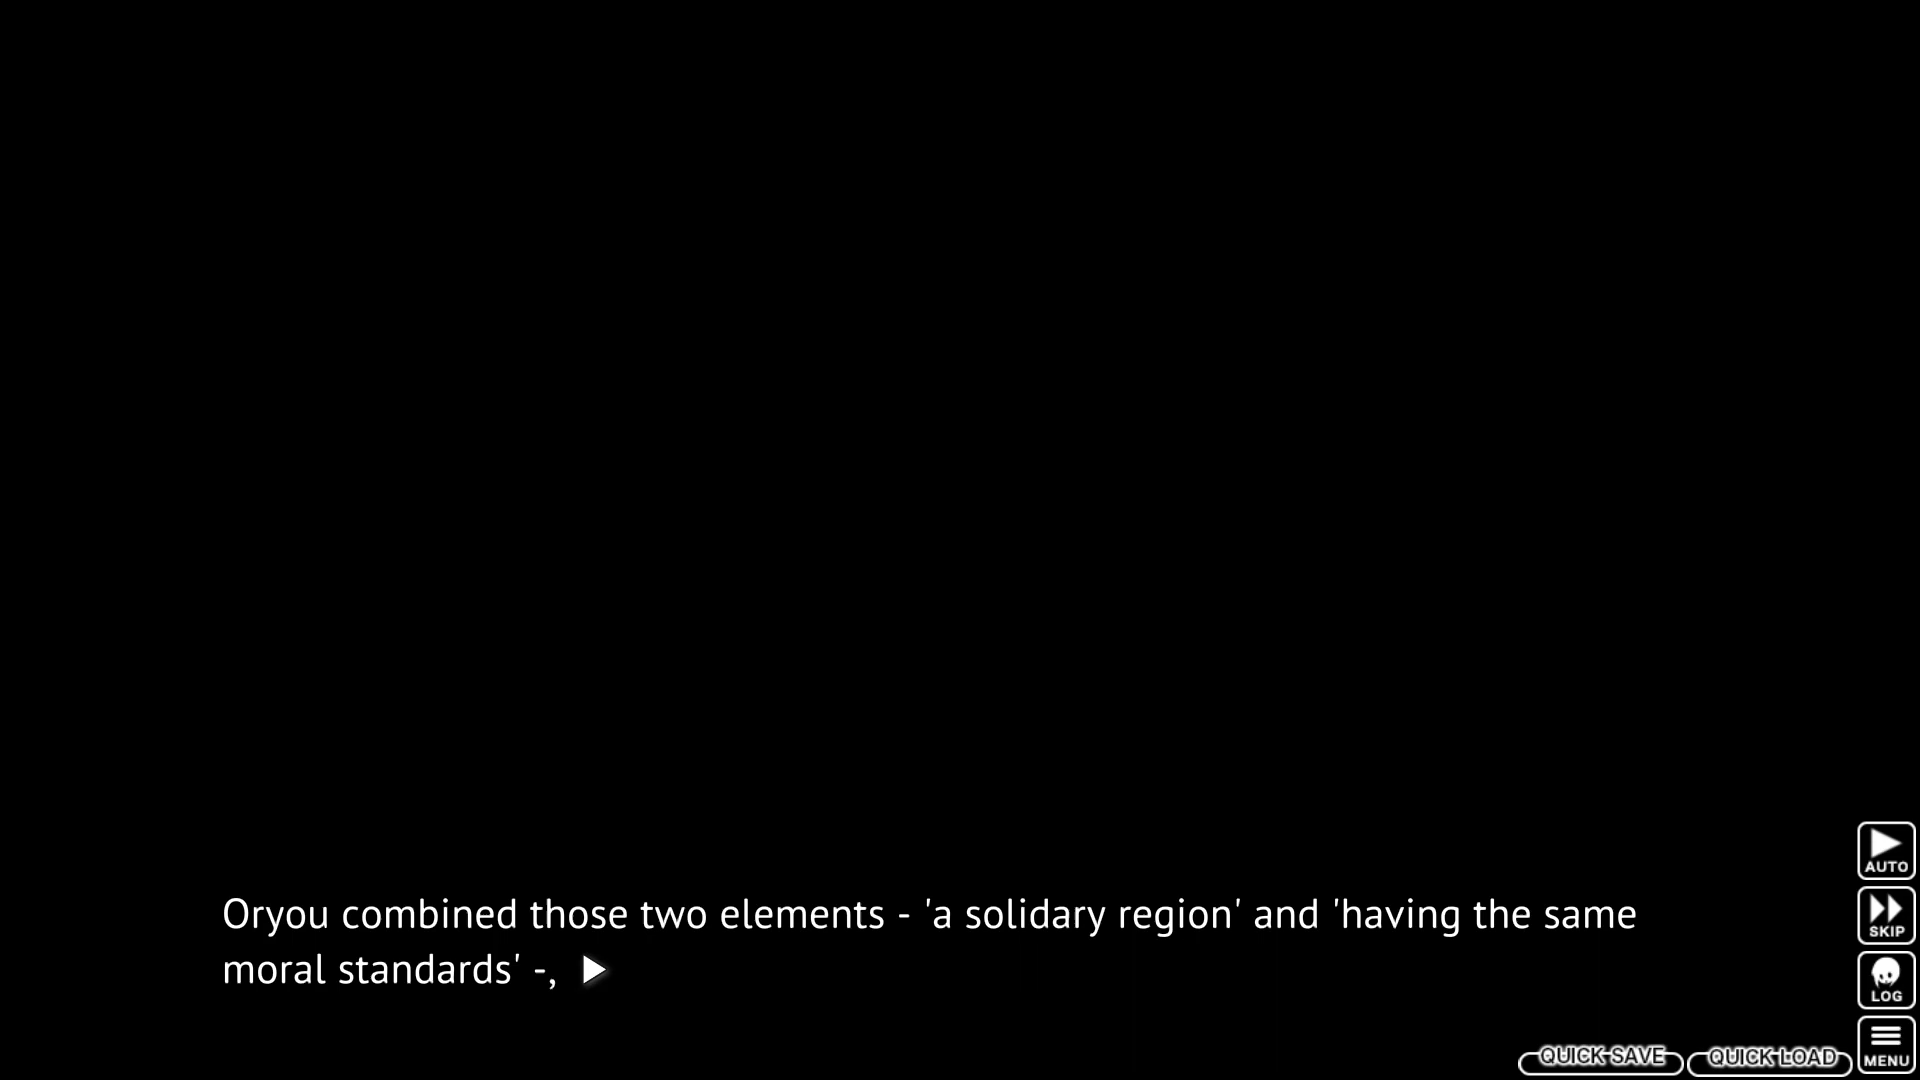 Oryou combined those two elements - 'a solidary region' and 'having the same
moral standards' -,
AUTO
SKIP
LOG
MENU
QUICK SAVE QUICK LOAD